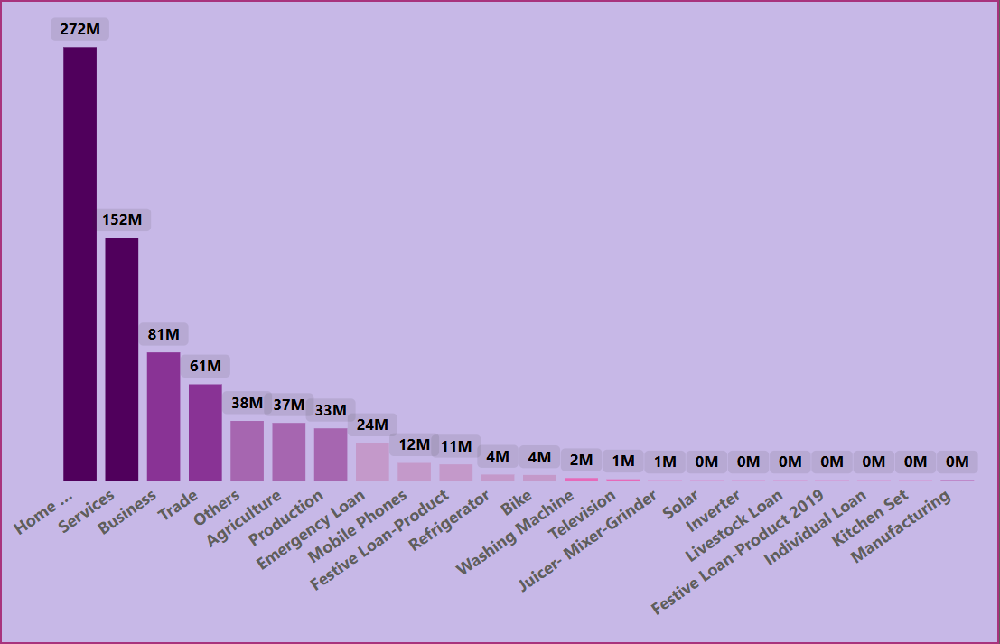 272M
152M
81M
61M
38M
37M
33M
24M
12M
11M
4M
4M
2M
1M
1M
0M
0M
0M
0M
0M
0M
0M
Home ...
Services
Business
Trade
Others
Agriculture
Production
Emergency Loan
Mobile Phones
Festive Loan-Product
Refrigerator
Bike
Washing Machine
Television
Juicer- Mixer-Grinder
Solar
Inverter
Livestock Loan
Festive Loan-Product 2019
Individual Loan
Kitchen Set
Manufacturing